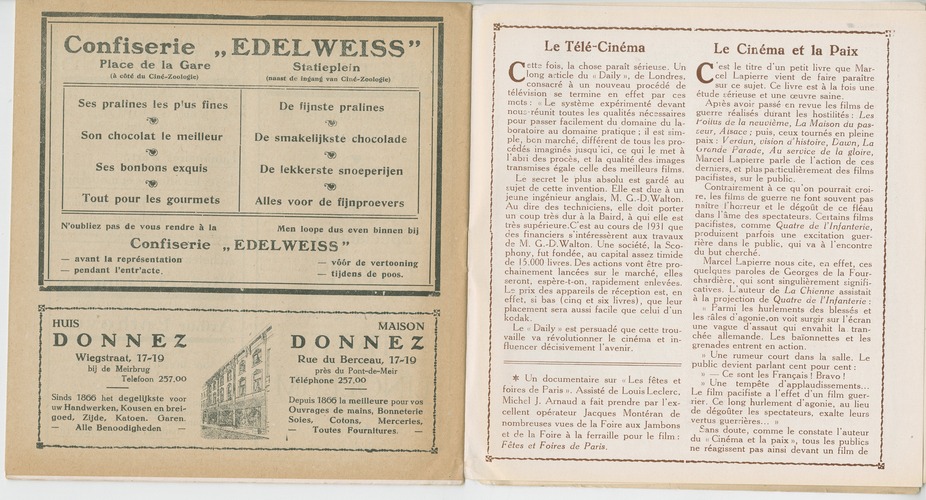 Confiserie „EDELWEISS”
Place de la Gare
(à côté du Ciné-Zoologie)
Statieplein
(naast de ingang van Ciné-Zoologie)
Ses pralines les plus fines
Son chocolat le meilleur
Ses bonbons exquis
Tout pour les gourmets
De fijnste pralines
De smakelijkste chocolade
De lekkerste snoeperijen
Alles voor de fijnproevers
N'oubliez pas de vous rendre à la
Men loope dus even binnen bij
Confiserie „EDELWEISS”
— avant la représentation
— pendant l'entr'acte.
— vóór de vertooning
— tijdens de poos.
HUIS
DONNEZ
Wiegstraat, 17-19
bij de Meirbrug
Telefoon 257.00
Sinds 1866 het degelijkste voor
uw Handwerken, Kousen en brei-
goed, Zijde, Katoen, Garen.
— Alle Benoodigheden —
MAISON
DONNEZ
Rue du Berceau, 17-19
près du Pont-de-Meir
Téléphone 257.00
Depuis 1866 la meilleure pour vos
Ouvrages de mains, Bonneterie
Soies, Cotons, Merceries,
— Toutes Fournitures. —
Le Télé-Cinéma
Cette fois, la chose paraît sérieuse. Un
long article du « Daily », de Londres,
consacré à un nouveau procédé de
télévision se termine en effet par ces
mots : « Le système expérimenté devant
nous réunit toutes les qualités nécessaires
pour passer facilement du domaine du la-
boratoire au domaine pratique ; il est sim-
ple, bon marché, différent de tous les pro-
cédés imaginés jusqu'ici, ce qui le met à
l'abri des procès, et la qualité des images
transmises égale celle des meilleurs films.
Le secret le plus absolu est gardé au
sujet de cette invention. Elle est due à un
jeune ingénieur anglais, M. G.-D.Walton.
Au dire des techniciens, elle doit porter
un coup très dur à la Baird, à qui elle est
très supérieure.C'est au cours de 1931 que
des financiers s'intéressèrent aux travaux
de M. G.-D.Walton. Une société, la Sco-
phony, fut fondée, au capital assez timide
de 15.000 livres. Des actions vont être pro-
chainement lancées sur le marché, elles
seront, espère-t-on, rapidement enlevées.
Le prix des appareils de réception est, en
effet, si bas (cinq et six livres), que leur
placement sera aussi facile que celui d'un
kodak.
Le « Daily » est persuadé que cette trou-
vaille va révolutionner le cinéma et in-
fluencer décisivement l'avenir.
* Un documentaire sur « Les fêtes et
foires de Paris ». Assisté de Louis Leclerc,
Michel J. Arnaud a fait prendre par l'ex-
cellent opérateur Jacques Montéran de
nombreuses vues de la Foire aux Jambons
et de la Foire à la ferraille pour le film :
Fêtes et Foires de Paris.
Le Cinéma et la Paix
C'est le titre d'un petit livre que Mar-
cel Lapierre vient de faire paraître
sur ce sujet. Ce livre est à la fois une
étude sérieuse et une œuvre saine.
Après avoir passé en revue les films de
guerre réalisés durant les hostilités : Les
Poilus de la neuvième, La Maison du pas-
seur, Alsace ; puis, ceux tournés en pleine
paix : Verdun, vision d'histoire, Dawn, La
Grande Parade, Au service de la gloire,
Marcel Lapierre parle de l'action de ces
derniers, et plus particulièrement des films
pacifistes, sur le public.
Contrairement à ce qu'on pourrait croi-
re, les films de guerre ne font souvent pas
naître l'horreur et le dégoût de ce fléau
dans l'âme des spectateurs. Certains films
pacifistes, comme Quatre de l'Infanterie,
produisent parfois une excitation guer-
rière dans le public, qui va à l'encontre
du but cherché.
Marcel Lapierre nous cite, en effet, ces
quelques paroles de Georges de la Four-
chardière, qui sont singulièrement signifi-
catives. L'auteur de La Chienne assistait
à la projection de Quatre de l'Infanterie :
» Parmi les hurlements des blessés et
les râles d'agonie,on voit surgir sur l'écran
une vague d'assaut qui envahit la tran-
chée allemande. Les baïonnettes et les
grenades entrent en action.
» Une rumeur court dans la salle. Le
public devient parlant cent pour cent :
» — Ce sont les Français ! Bravo !
» Une tempête d'applaudissements...
Le film pacifiste a l'effet d'un film guer-
rier. Ce long hurlement d'agonie, au lieu
de dégoûter les spectateurs, exalte leurs
vertus guerrières... »
Sans doute, comme le constate l'auteur
du « Cinéma et la paix », tous les publics
ne réagissent pas ainsi devant un film de